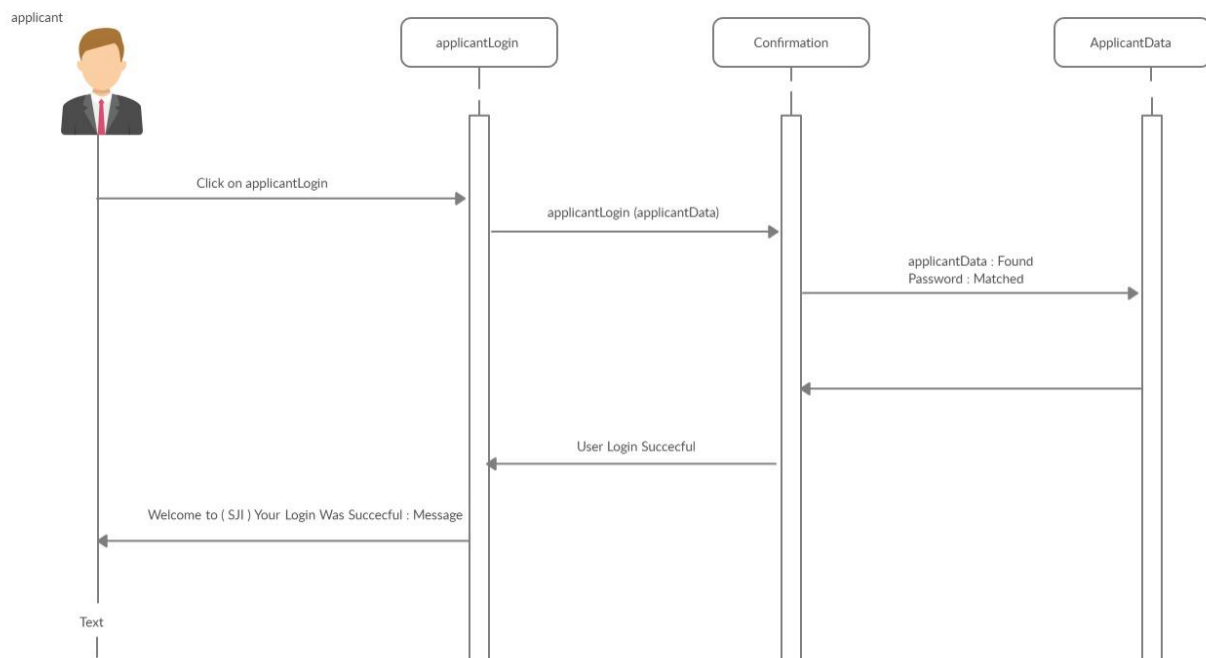 applicant
applicantLogin
Confirmation
ApplicantData
Click on applicantLogin
applicantLogin (applicantData)
applicantData : Found
Password : Matched
User Login Succecful
Welcome to ( SJI ) Your Login Was Succecful : Message
Text